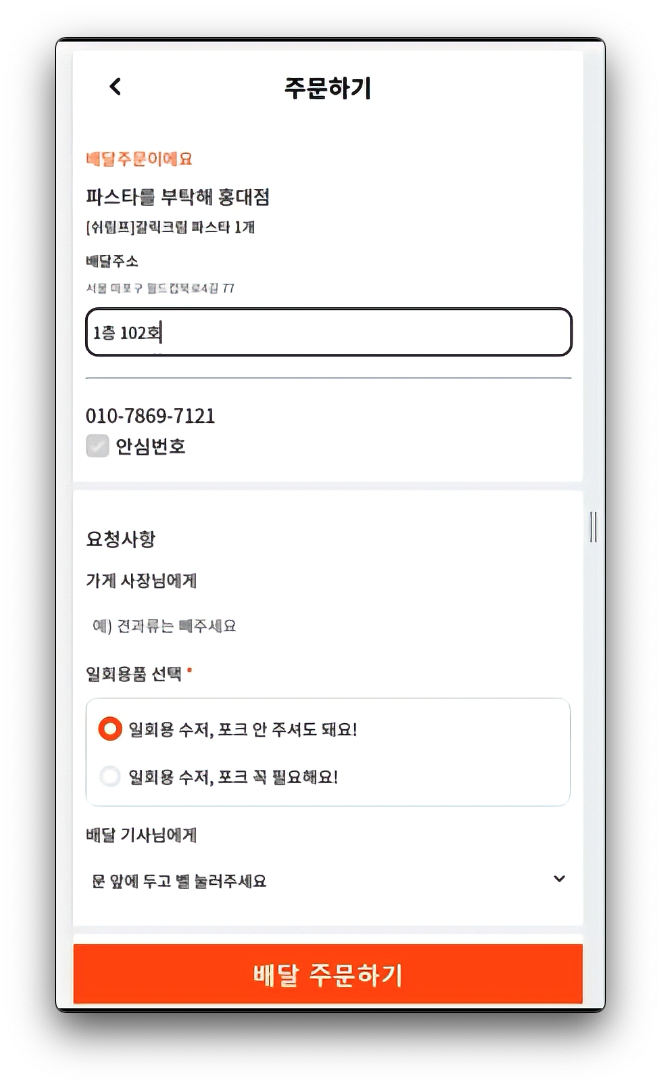 주문하기
배달주문이에요
파스타를 부탁해 홍대점
[쉬림프]갈릭크림 파스타 1개
배달주소
서울 마포구 월드컵북로4길 77
1층 102호
010-7869-7121
안심번호
요청사항
가게 사장님에게
예) 견과류는 빼주세요
일회용품 선택 *
일회용 수저, 포크 안 주셔도 돼요!
일회용 수저, 포크 꼭 필요해요!
배달 기사님에게
문 앞에 두고 벨 눌러주세요
배달 주문하기